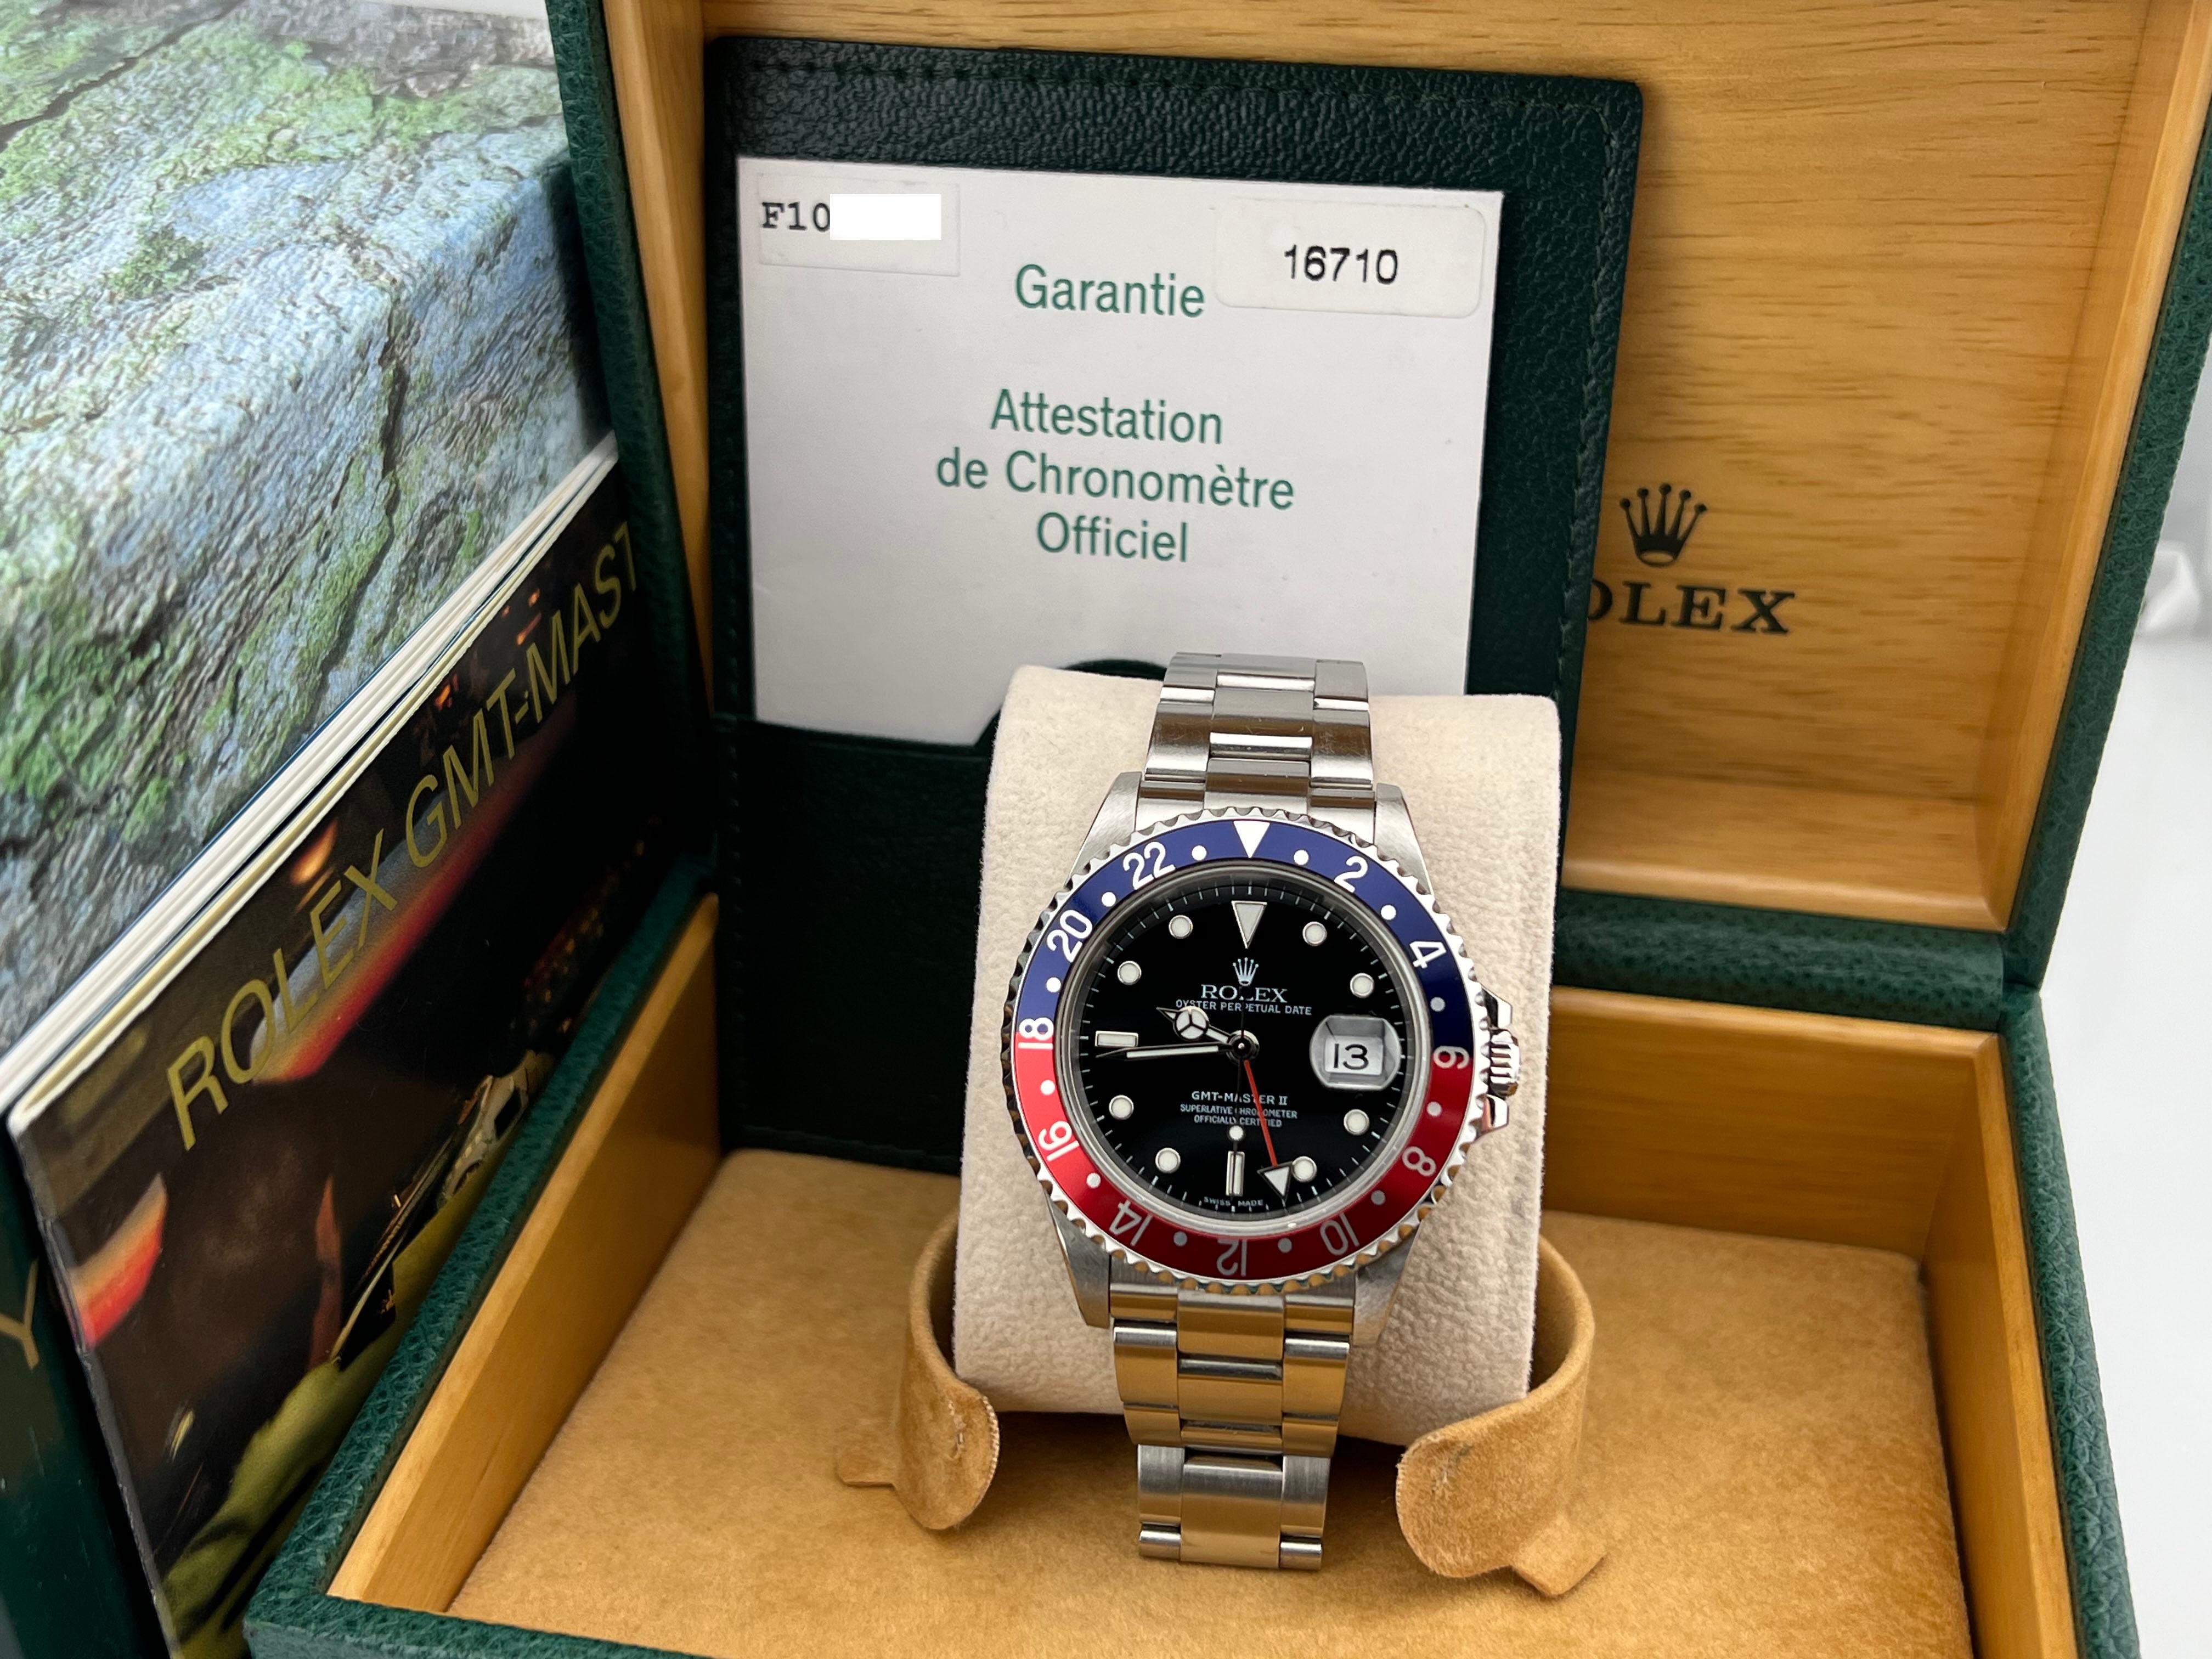 F10
16710
Garantie
Attestation
de Chronomètre
Officiel
OLEX
ROLEX GMT-MAST
Y
22
2
20
4
18
6
16
8
14
12
10
ROLEX
OYSTER PERPETUAL DATE
13
GMT-MASTER II
SUPERLATIVE CHRONOMETER
OFFICIALLY CERTIFIED
SWISS MADE